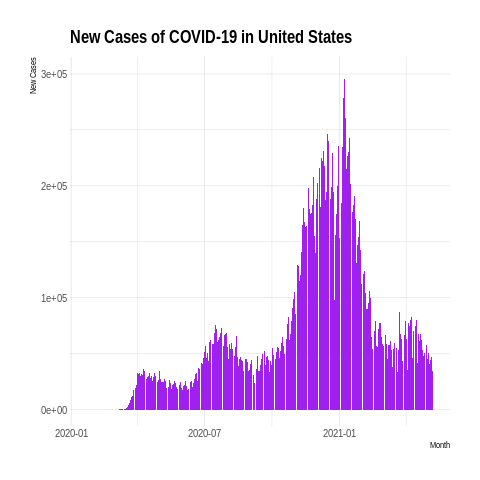 New Cases of COVID-19 in United States
New Cases
3e+05
2e+05
1e+05
0e+00
2020-01 2020-07 2021-01
Month